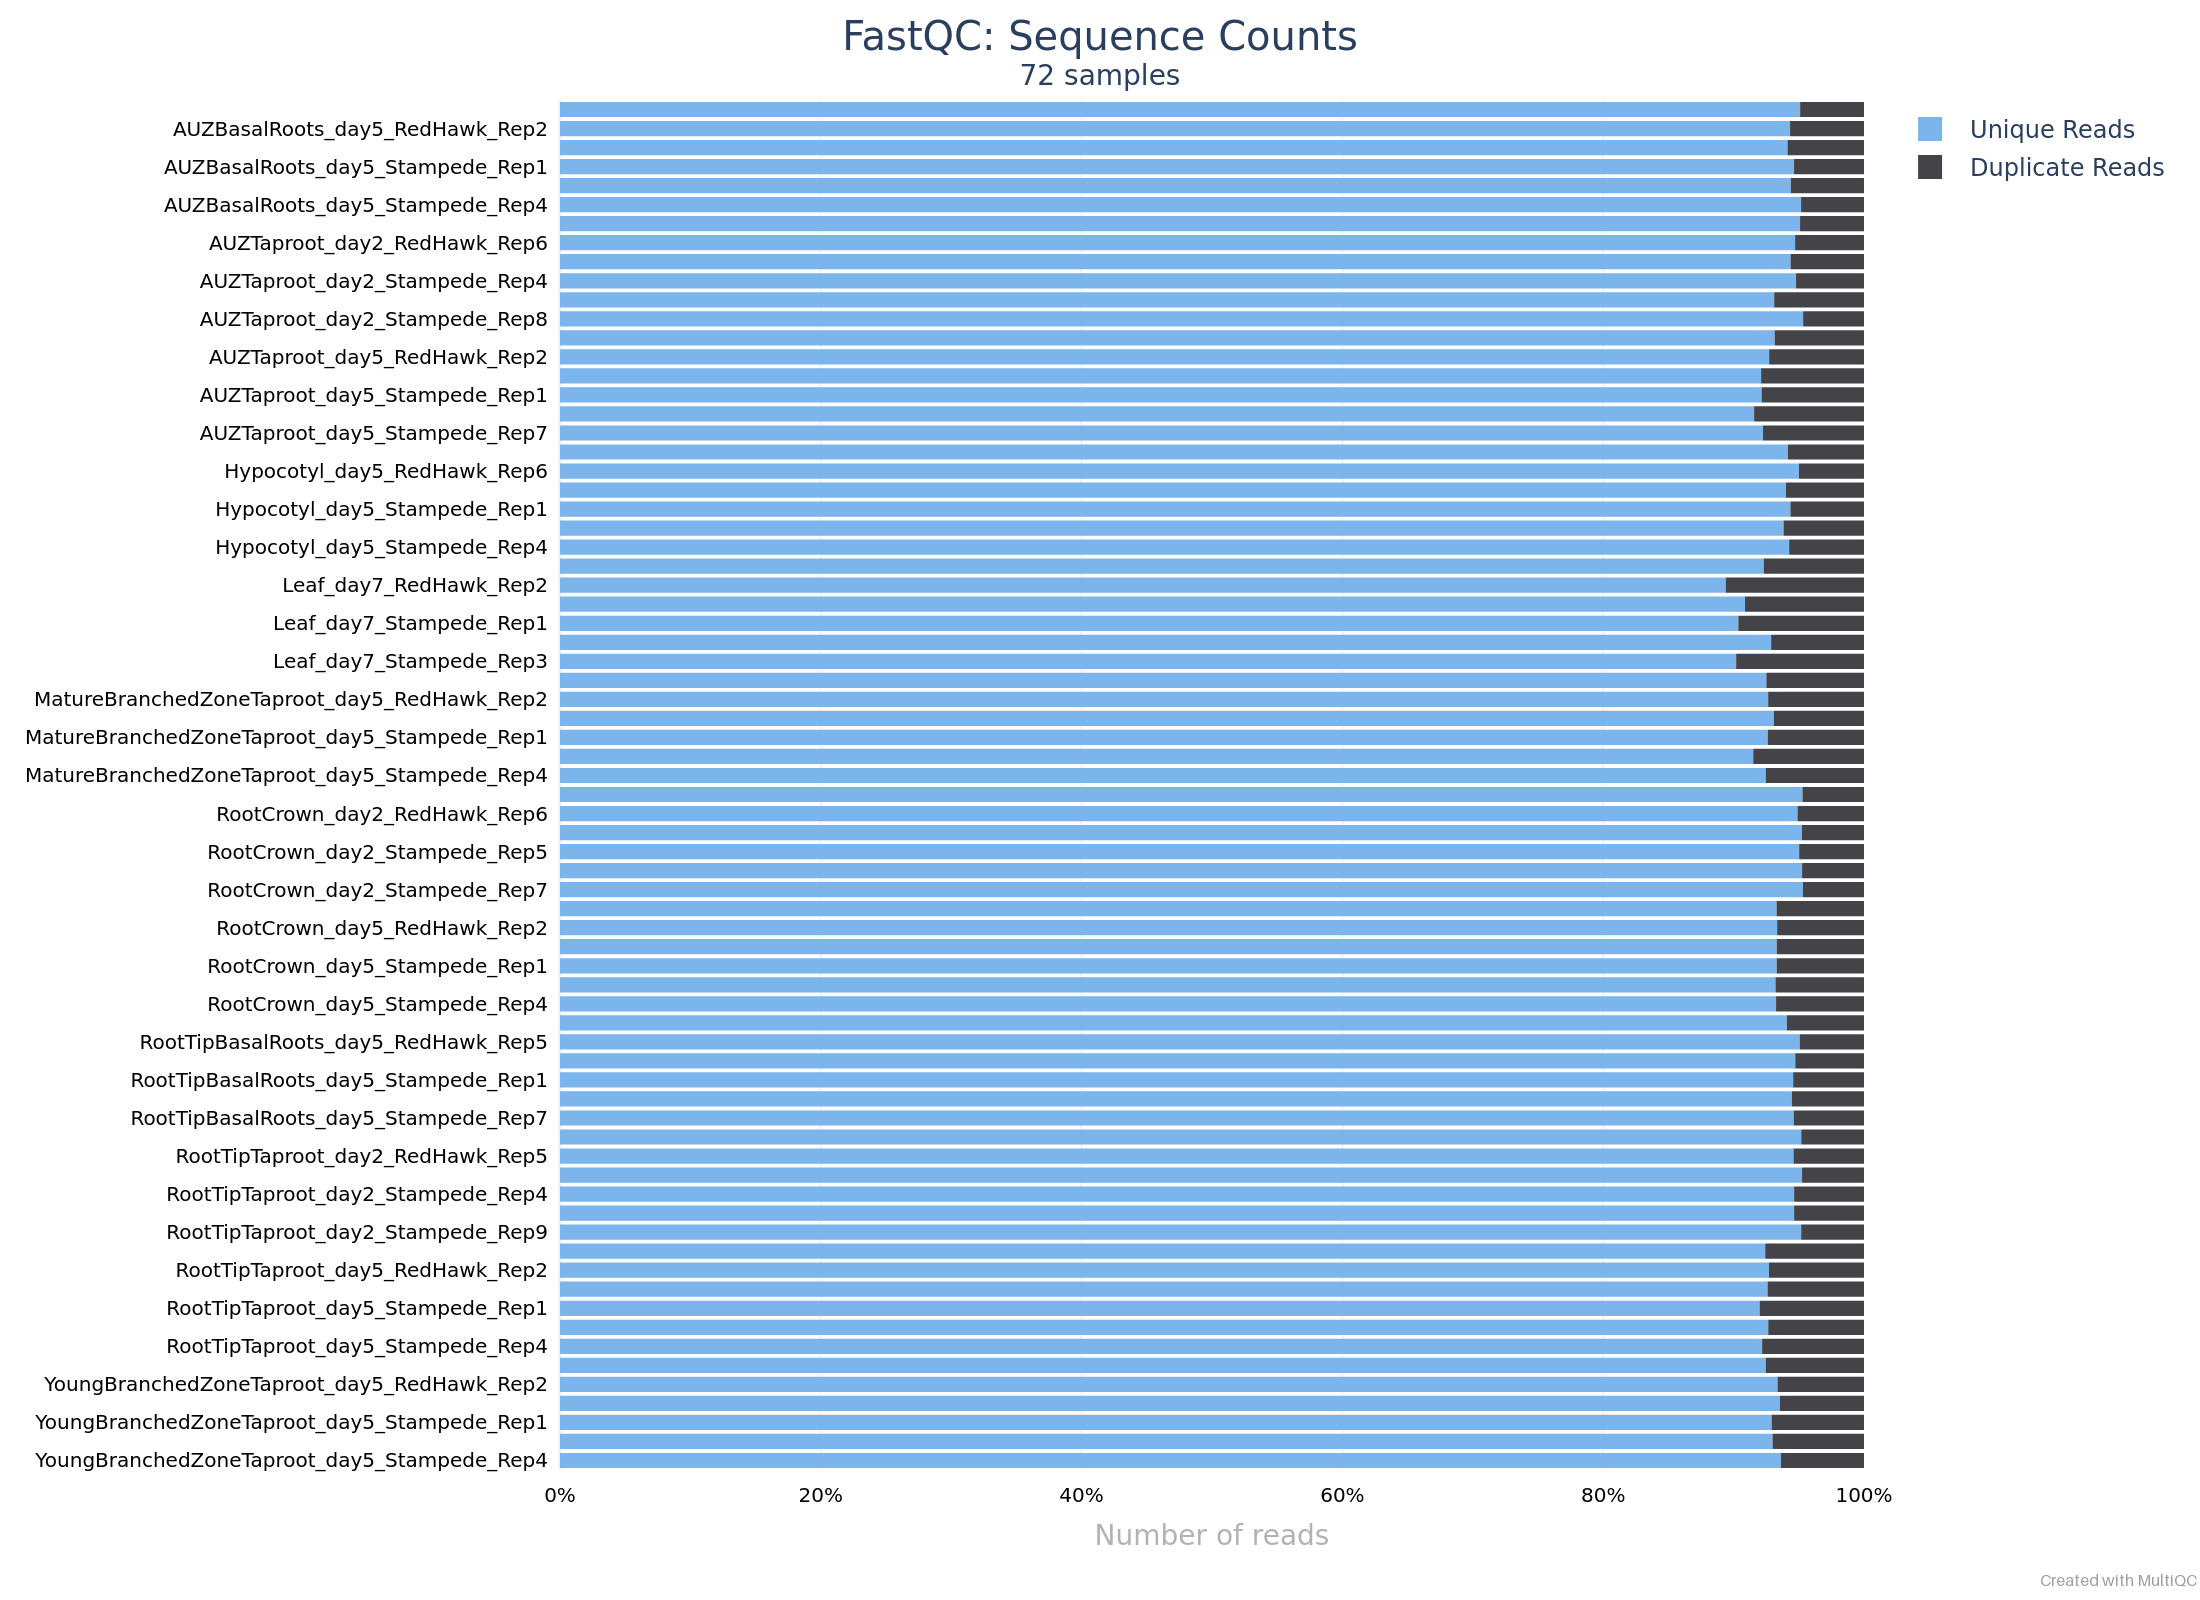 FastQC: Sequence Counts
72 samples
AUZBasalRoots_day5_RedHawk_Rep2
AUZBasalRoots_day5_Stampede_Rep1
AUZBasalRoots_day5_Stampede_Rep4
AUZTaproot_day2_RedHawk_Rep6
AUZTaproot_day2_Stampede_Rep4
AUZTaproot_day2_Stampede_Rep8
AUZTaproot_day5_RedHawk_Rep2
AUZTaproot_day5_Stampede_Rep1
AUZTaproot_day5_Stampede_Rep7
Hypocotyl_day5_RedHawk_Rep6
Hypocotyl_day5_Stampede_Rep1
Hypocotyl_day5_Stampede_Rep4
Leaf_day7_RedHawk_Rep2
Leaf_day7_Stampede_Rep1
Leaf_day7_Stampede_Rep3
MatureBranchedZoneTaproot_day5_RedHawk_Rep2
MatureBranchedZoneTaproot_day5_Stampede_Rep1
MatureBranchedZoneTaproot_day5_Stampede_Rep4
RootCrown_day2_RedHawk_Rep6
RootCrown_day2_Stampede_Rep5
RootCrown_day2_Stampede_Rep7
RootCrown_day5_RedHawk_Rep2
RootCrown_day5_Stampede_Rep1
RootCrown_day5_Stampede_Rep4
RootTipBasalRoots_day5_RedHawk_Rep5
RootTipBasalRoots_day5_Stampede_Rep1
RootTipBasalRoots_day5_Stampede_Rep7
RootTipTaproot_day2_RedHawk_Rep5
RootTipTaproot_day2_Stampede_Rep4
RootTipTaproot_day2_Stampede_Rep9
RootTipTaproot_day5_RedHawk_Rep2
RootTipTaproot_day5_Stampede_Rep1
RootTipTaproot_day5_Stampede_Rep4
YoungBranchedZoneTaproot_day5_RedHawk_Rep2
YoungBranchedZoneTaproot_day5_Stampede_Rep1
YoungBranchedZoneTaproot_day5_Stampede_Rep4
0% 20% 40% 60% 80% 100%
Number of reads
Unique Reads
Duplicate Reads
Created with MultiQC